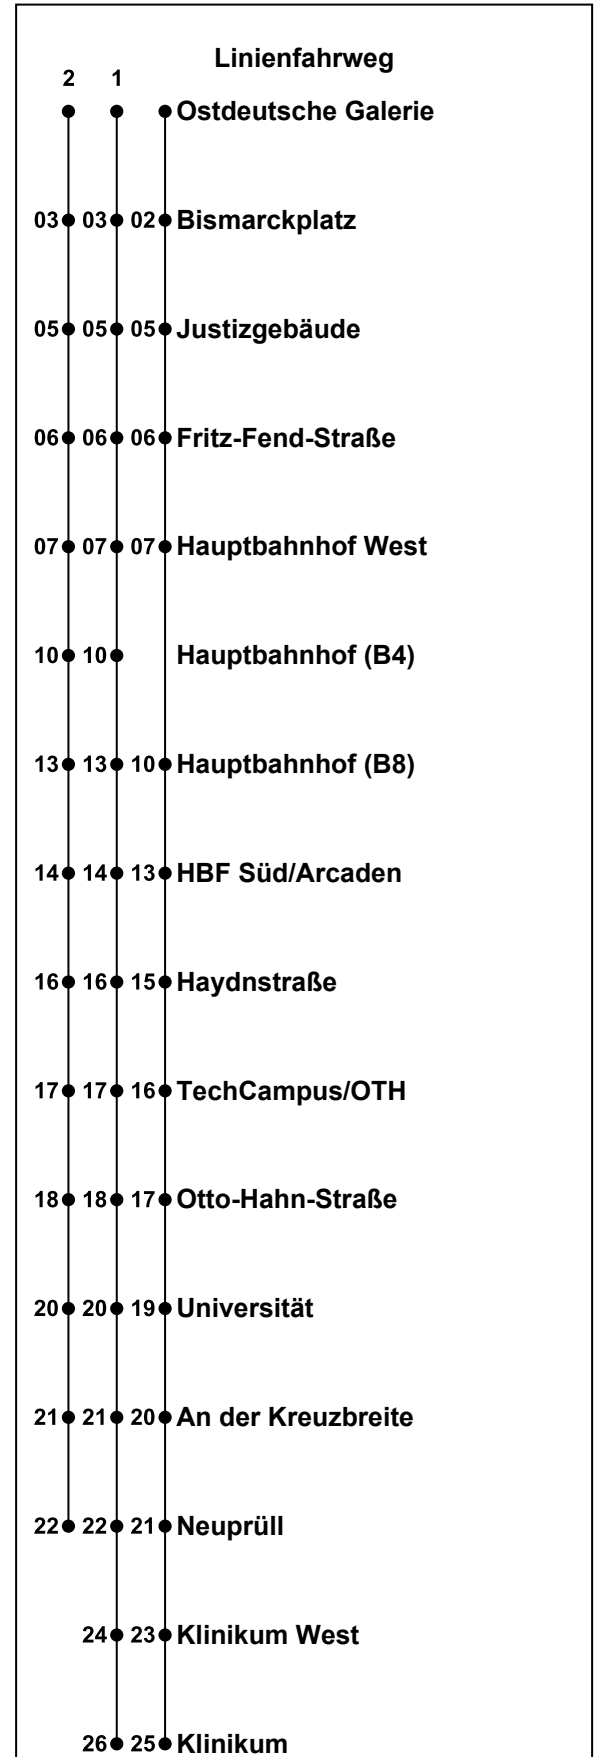 Linienfahrweg
2 1
Ostdeutsche Galerie
03 03 02 Bismarckplatz
05 05 05 Justizgebäude
06 06 06 Fritz-Fend-Straße
07 07 07 Hauptbahnhof West
10 10 Hauptbahnhof (B4)
13 13 10 Hauptbahnhof (B8)
14 14 13 HBF Süd/Arcaden
16 16 15 Haydnstraße
17 17 16 TechCampus/OTH
18 18 17 Otto-Hahn-Straße
20 20 19 Universität
21 21 20 An der Kreuzbreite
22 22 21 Neuprüll
24 23 Klinikum West
26 25 Klinikum